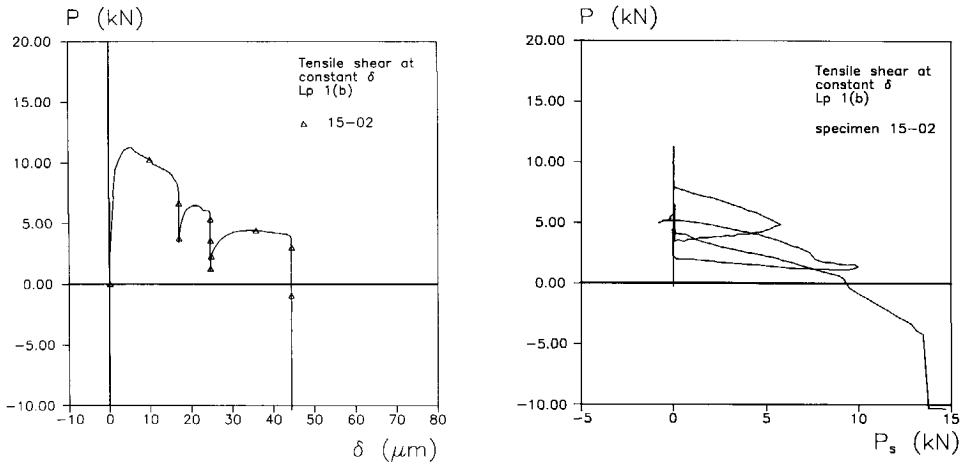 P (kN)
20.00
15.00
10.00
5.00
0.00
−5.00
−10.00
−10
0
10
20
30
40
50
60
70
80
δ (μm)
Tensile shear at
constant δ
Lp 1(b)
△ 15-02
P (kN)
20.00
15.00
10.00
5.00
0.00
−5.00
−10.00
−5
0
5
10
15
Pₛ (kN)
Tensile shear at
constant δ
Lp 1(b)
specimen 15-02